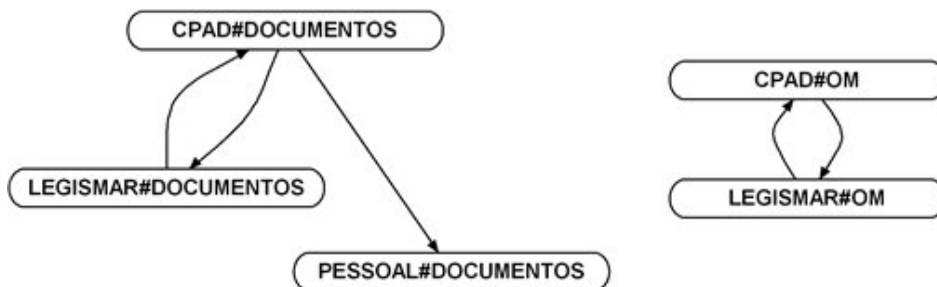 CPAD#DOCUMENTOS
CPAD#OM
LEGISMAR#DOCUMENTOS
LEGISMAR#OM
PESSOAL#DOCUMENTOS